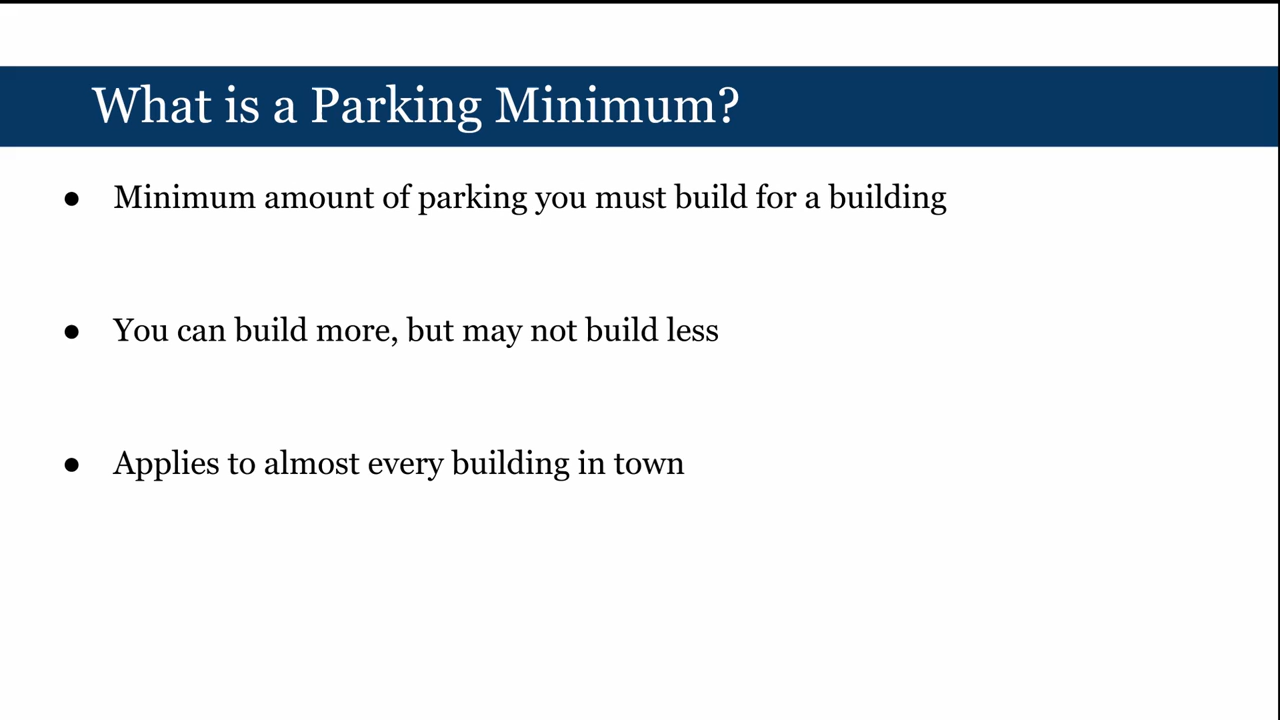 What is a Parking Minimum?
● Minimum amount of parking you must build for a building
● You can build more, but may not build less
● Applies to almost every building in town